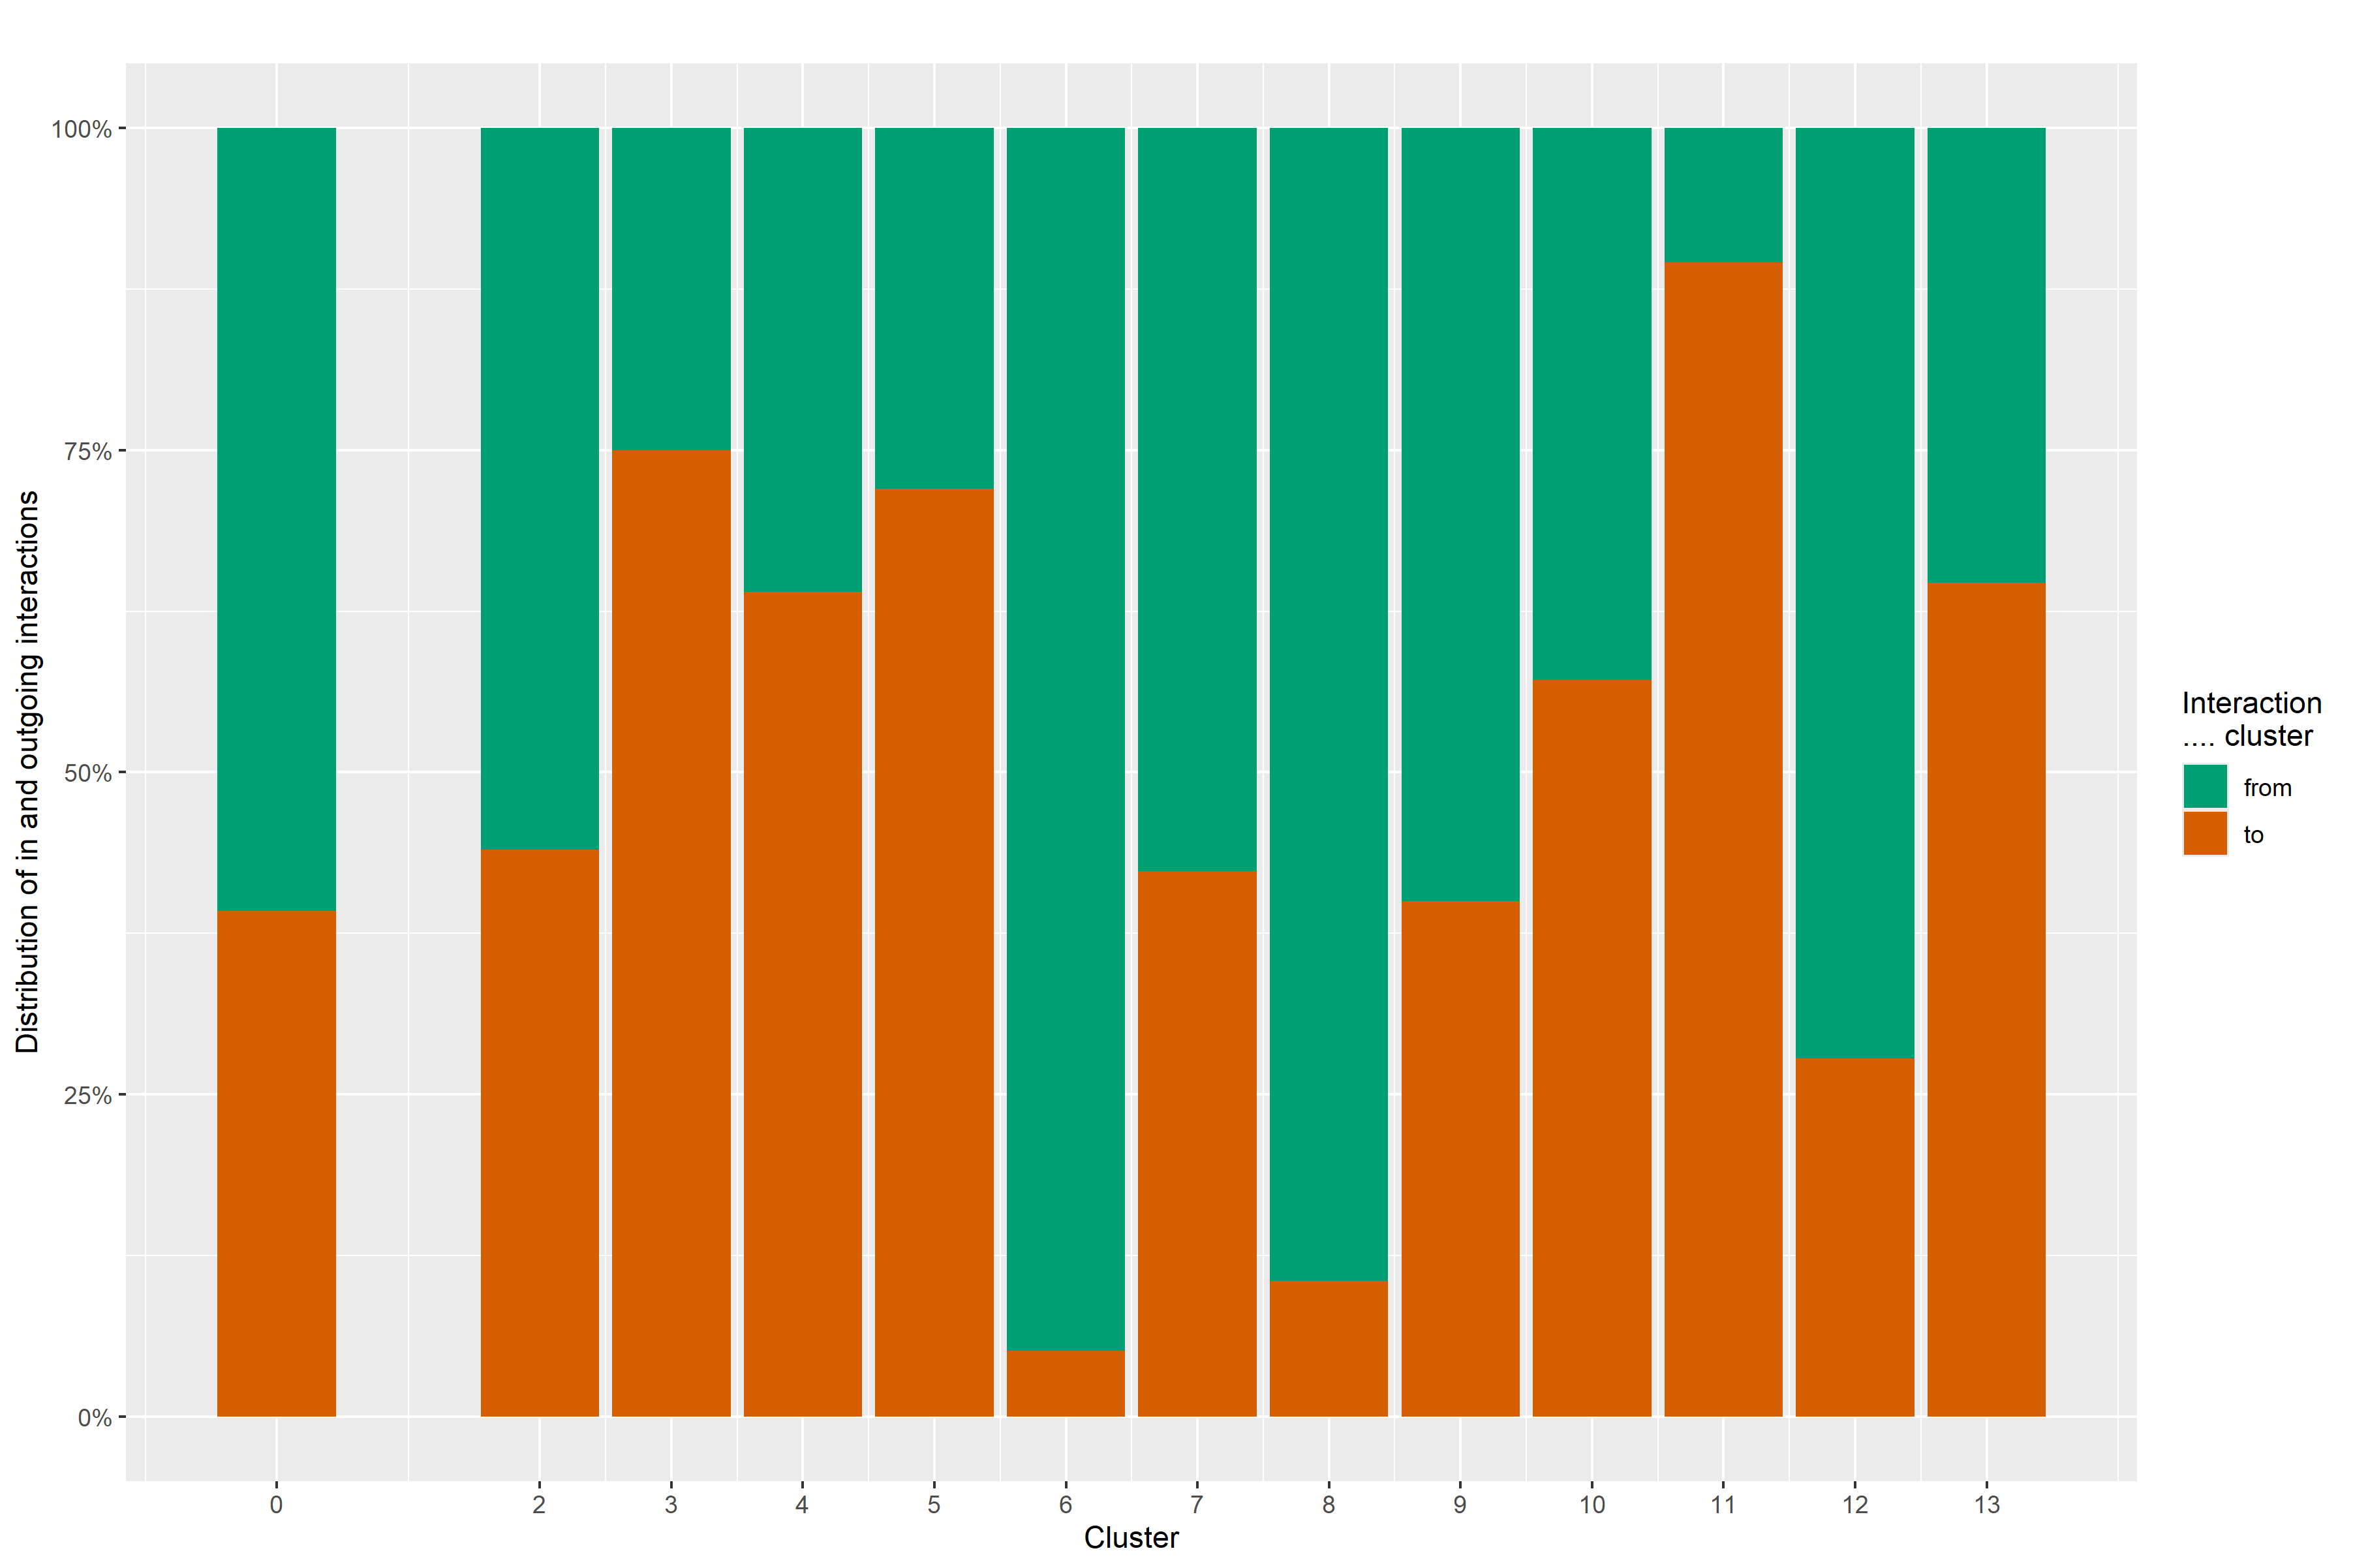 Distribution of in and outgoing interactions
100%
75%
50%
25%
0%
0 2 3 4 5 6 7 8 9 10 11 12 13
Cluster
Interaction
.... cluster
from
to